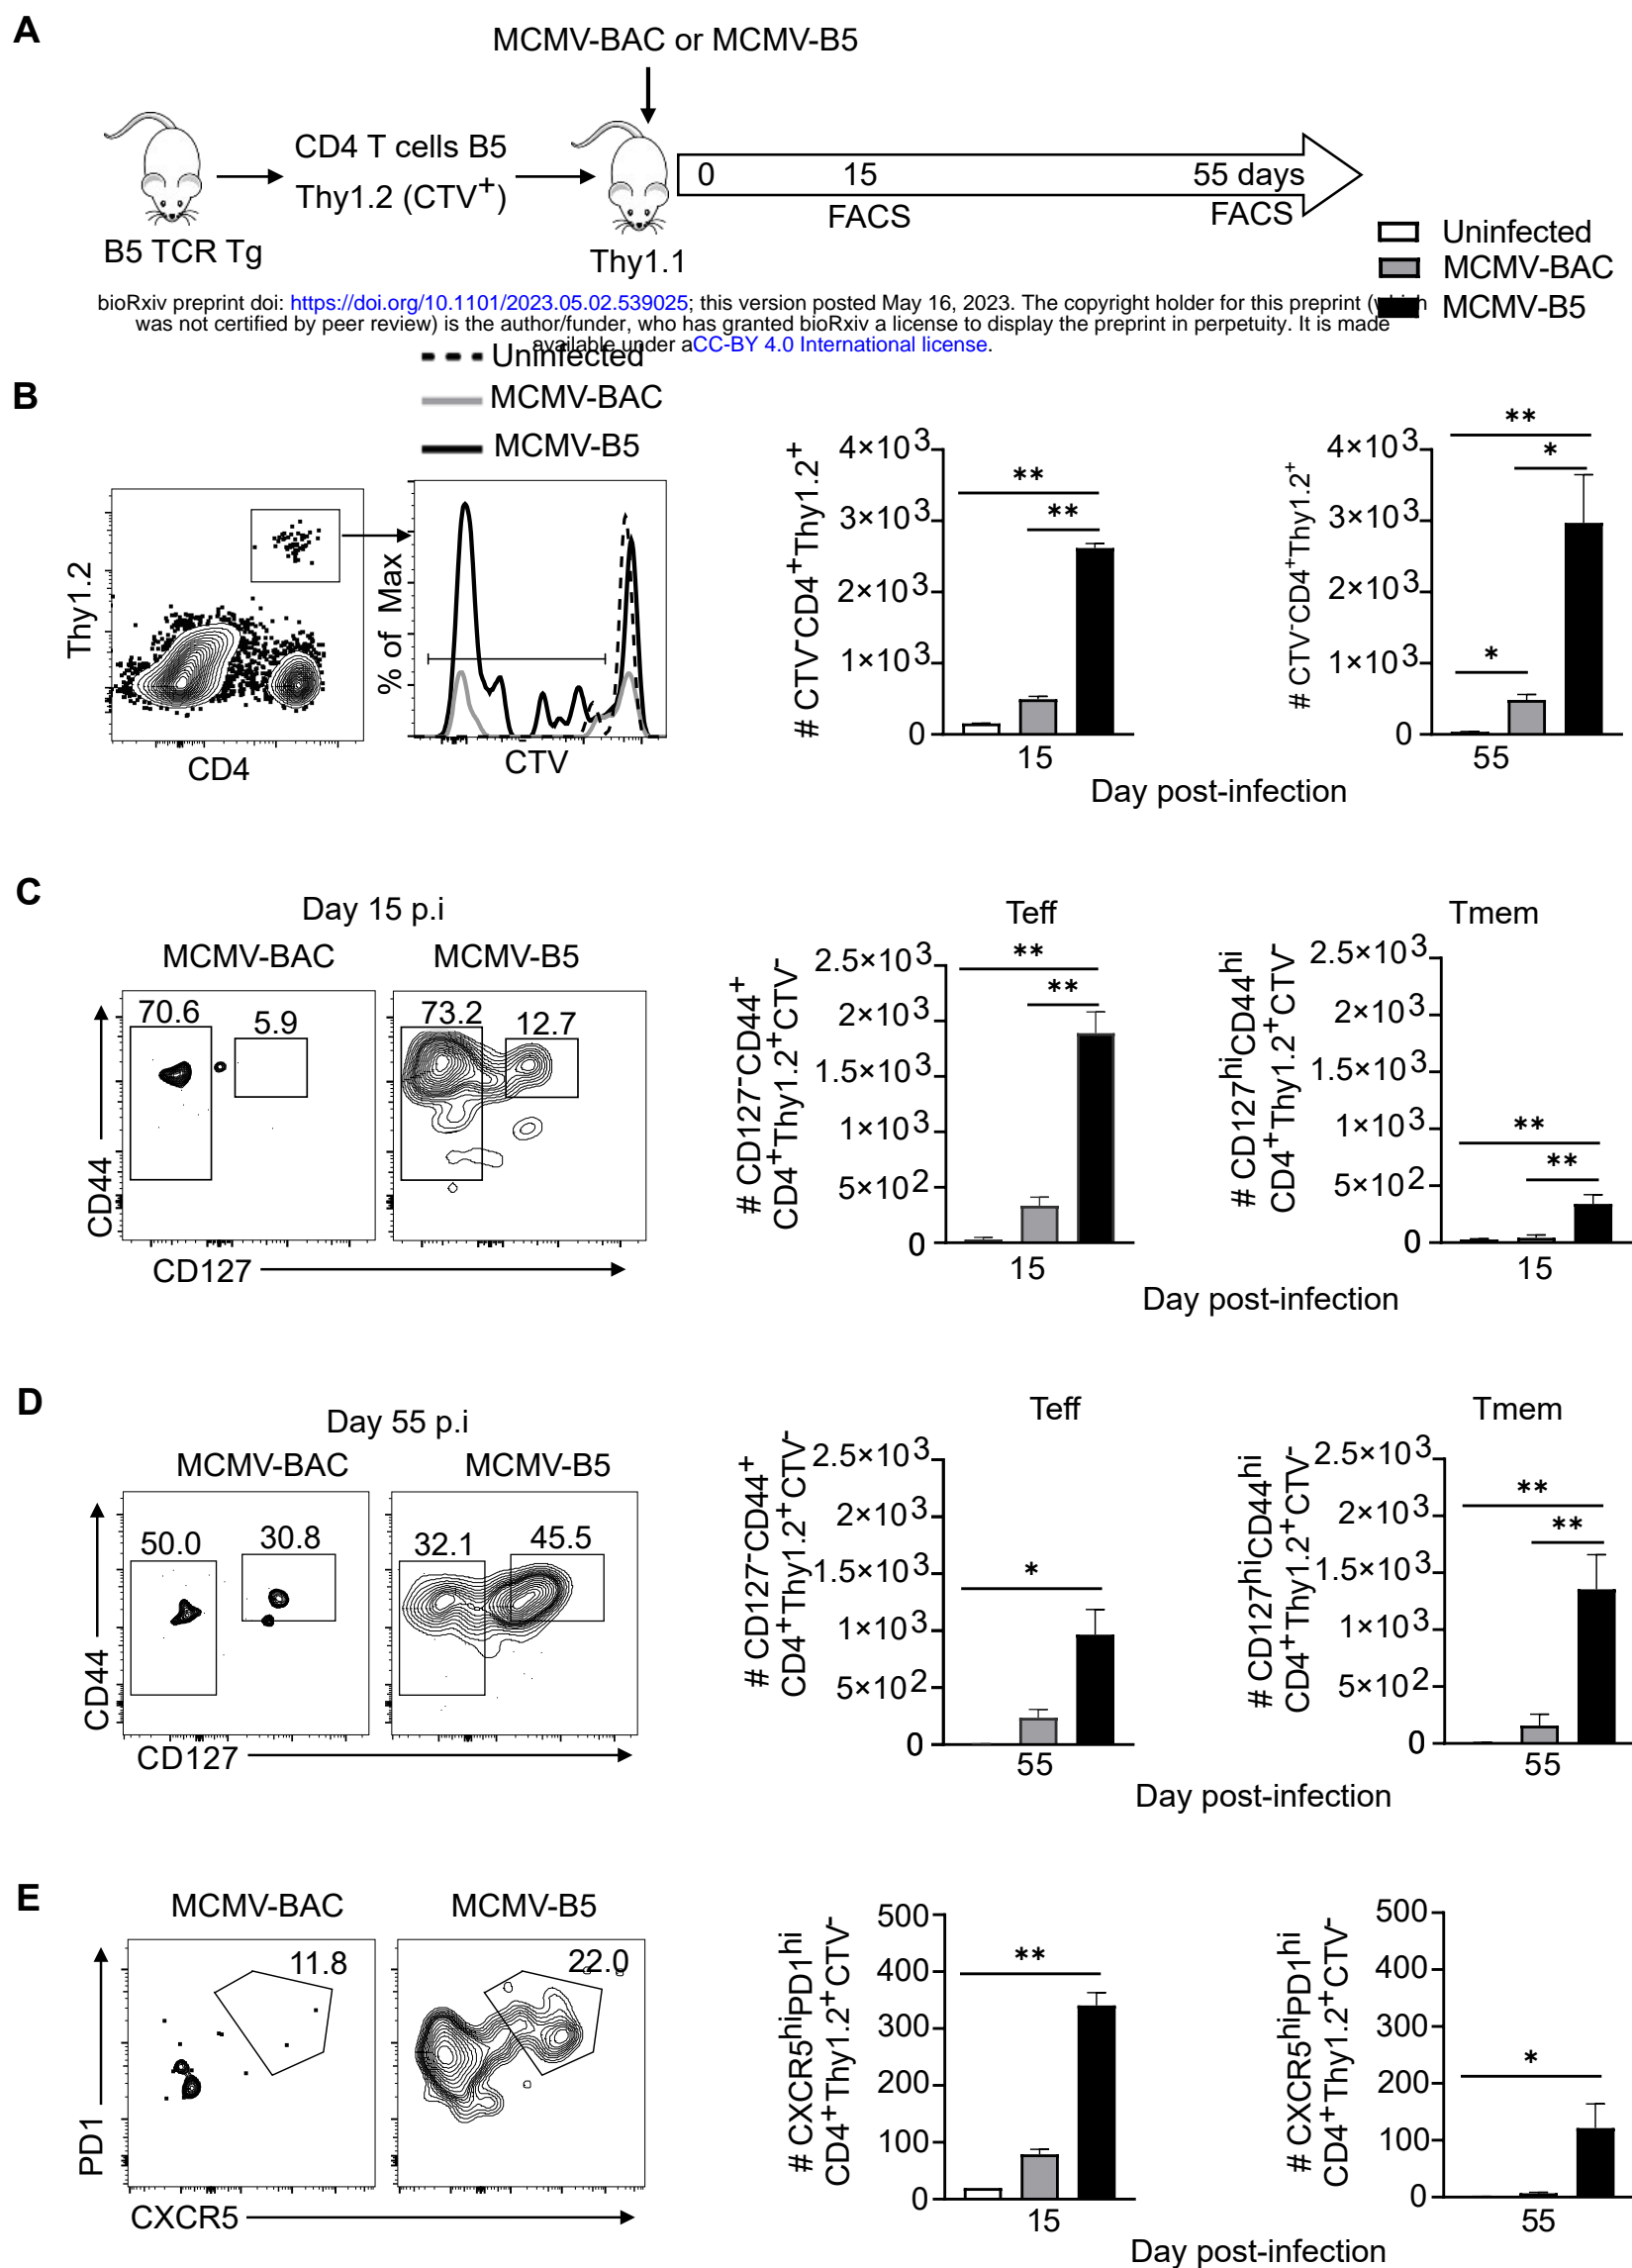 A
MCMV-BAC or MCMV-B5
CD4 T cells B5
Thy1.2 (CTV+)
B5 TCR Tg
Thy1.1
0 15 55 days
FACS FACS
Uninfected
MCMV-BAC
MCMV-B5
bioRxiv preprint doi: https://doi.org/10.1101/2023.05.02.539025; this version posted May 16, 2023. The copyright holder for this preprint (which
was not certified by peer review) is the author/funder, who has granted bioRxiv a license to display the preprint in perpetuity. It is made
available under aCC-BY 4.0 International license.
Uninfected
MCMV-BAC
MCMV-B5
B
Thy1.2
CD4
% of Max
CTV
# CTV-CD4+Thy1.2+
4×103
3×103
2×103
1×103
0
** **
15
# CTV-CD4+Thy1.2+
4×103
3×103
2×103
1×103
0
** * *
55
Day post-infection
C
Day 15 p.i
MCMV-BAC MCMV-B5
70.6 5.9
73.2 12.7
CD44
CD127
Teff
# CD127-CD44+
CD4+Thy1.2+CTV-
2.5×103
2×103
1.5×103
1×103
5×102
0
** **
15
Tmem
# CD127hiCD44hi
CD4+Thy1.2+CTV-
2.5×103
2×103
1.5×103
1×103
5×102
0
** **
15
Day post-infection
D
Day 55 p.i
MCMV-BAC MCMV-B5
50.0 30.8
32.1 45.5
CD44
CD127
Teff
# CD127-CD44+
CD4+Thy1.2+CTV-
2.5×103
2×103
1.5×103
1×103
5×102
0
*
55
Tmem
# CD127hiCD44hi
CD4+Thy1.2+CTV-
2.5×103
2×103
1.5×103
1×103
5×102
0
** **
55
Day post-infection
E
MCMV-BAC MCMV-B5
11.8
22.0
PD1
CXCR5
# CXCR5hiPD1hi
CD4+Thy1.2+CTV-
500
400
300
200
100
0
**
15
# CXCR5hiPD1hi
CD4+Thy1.2+CTV-
500
400
300
200
100
0
*
55
Day post-infection